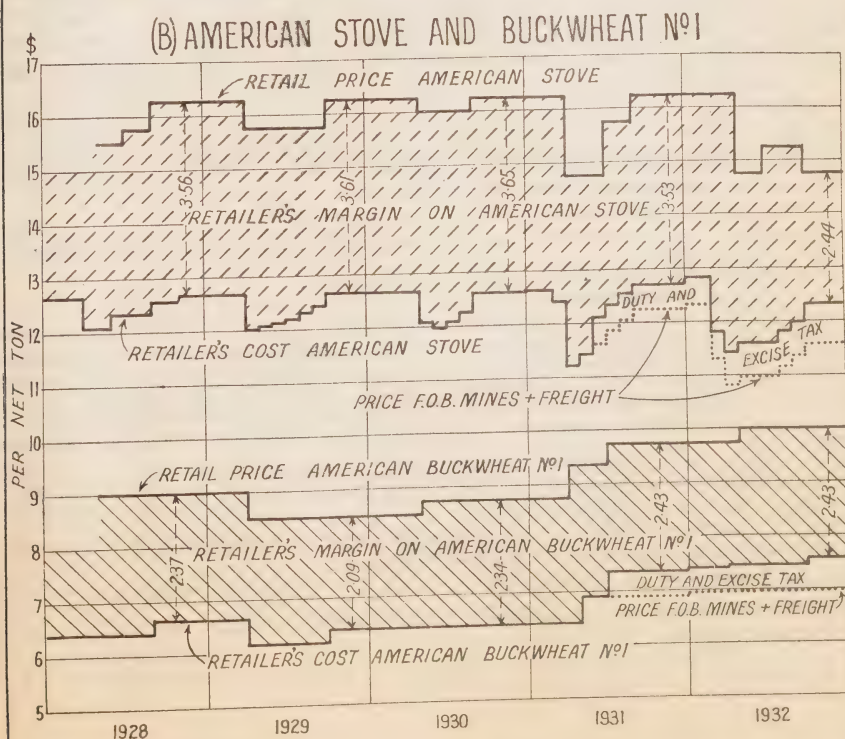 (B) AMERICAN STOVE AND BUCKWHEAT Nº1
$
17
16
15
14
13
12
11
10
9
8
7
6
5
PER NET TON
RETAIL PRICE AMERICAN STOVE
3.56
3.61
3.65
3.53
2.44
RETAILER'S MARGIN ON AMERICAN STOVE
DUTY AND
EXCISE TAX
RETAILER'S COST AMERICAN STOVE
PRICE F.O.B. MINES + FREIGHT
RETAIL PRICE AMERICAN BUCKWHEAT Nº1
2.37
2.09
2.34
2.43
2.43
RETAILER'S MARGIN ON AMERICAN BUCKWHEAT Nº1
DUTY AND EXCISE TAX
PRICE F.O.B. MINES + FREIGHT
RETAILER'S COST AMERICAN BUCKWHEAT Nº1
1928
1929
1930
1931
1932